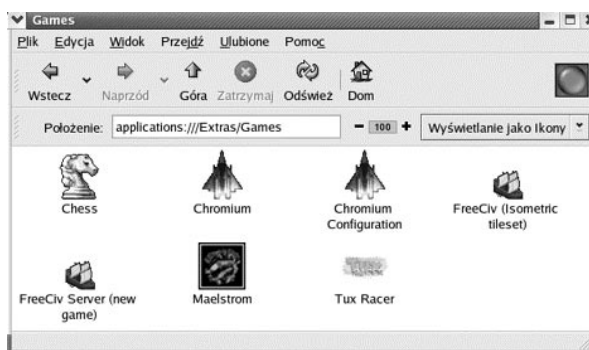 Games
Plik Edycja Widok Przejdź Ulubione Pomoc
Wstecz Naprzód Góra Zatrzymaj Odśwież Dom
Położenie: applications:///Extras/Games 100 Wyświetlanie jako Ikony
Chess Chromium Chromium Configuration FreeCiv (Isometric tileset)
FreeCiv Server (new game) Maelstrom Tux Racer